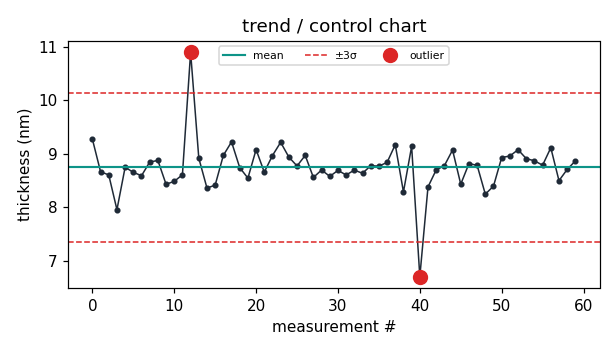 trend / control chart
mean ±3σ outlier
thickness (nm)
11
10
9
8
7
0 10 20 30 40 50 60
measurement #